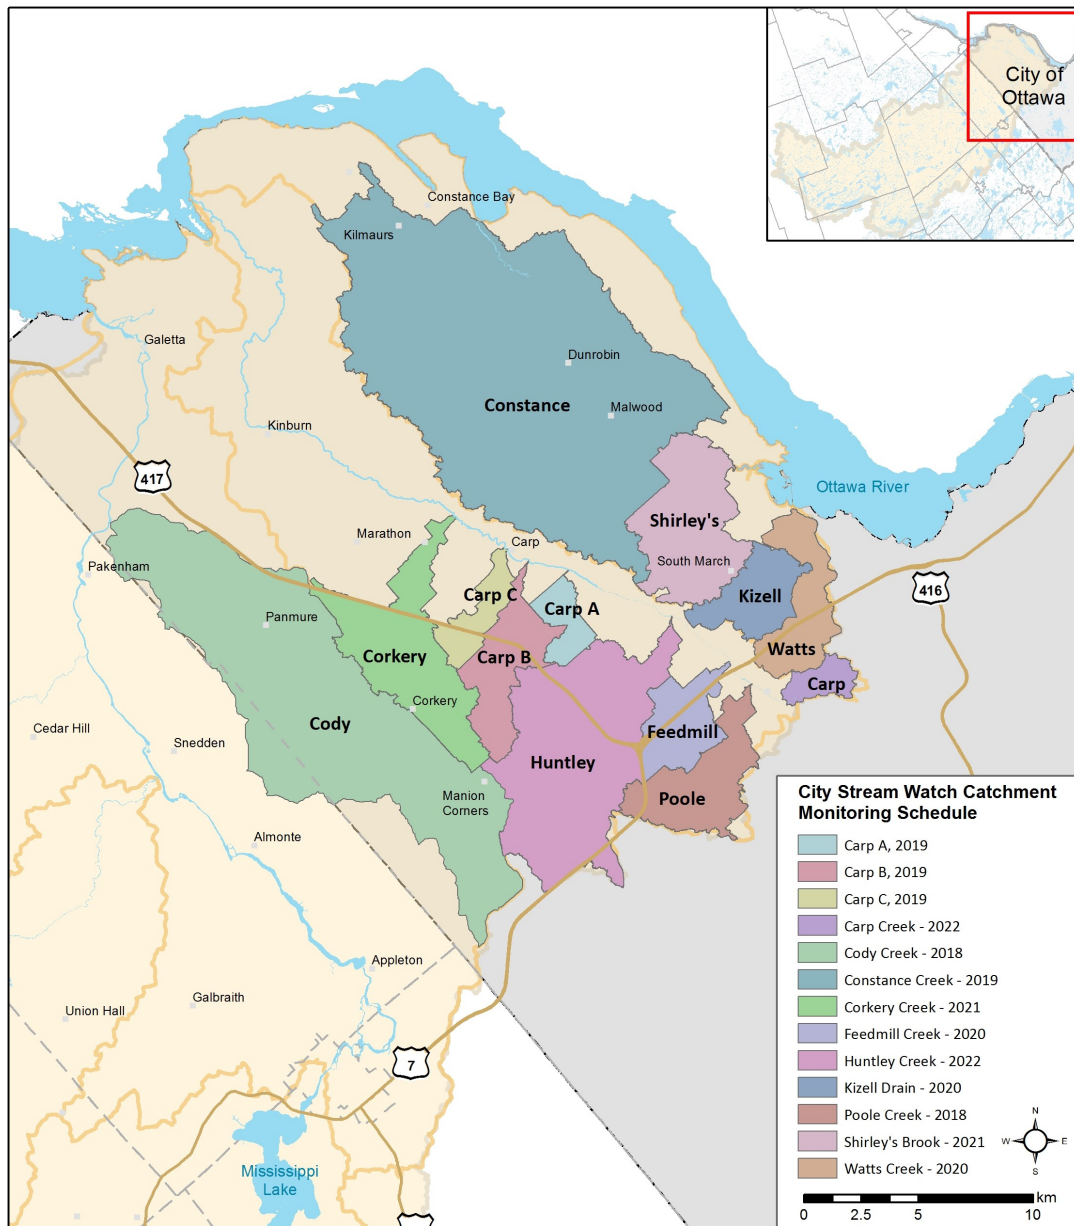 City of
Ottawa
Constance Bay
Kilmaurs
Galetta
Dunrobin
Constance
Malwood
Kinburn
417
Ottawa River
Shirley's
Marathon
Carp
South March
Pakenham
416
Carp C
Kizell
Carp A
Panmure
Corkery
Carp B
Watts
Carp
Corkery
Cody
Cedar Hill
Snedden
Feedmill
Huntley
Manion
Corners
Poole
Almonte
Appleton
Galbraith
Union Hall
7
Mississippi
Lake
City Stream Watch Catchment
Monitoring Schedule
Carp A, 2019
Carp B, 2019
Carp C, 2019
Carp Creek - 2022
Cody Creek - 2018
Constance Creek - 2019
Corkery Creek - 2021
Feedmill Creek - 2020
Huntley Creek - 2022
Kizell Drain - 2020
Poole Creek - 2018
Shirley's Brook - 2021
Watts Creek - 2020
N
W E
S
km
0 2.5 5 10